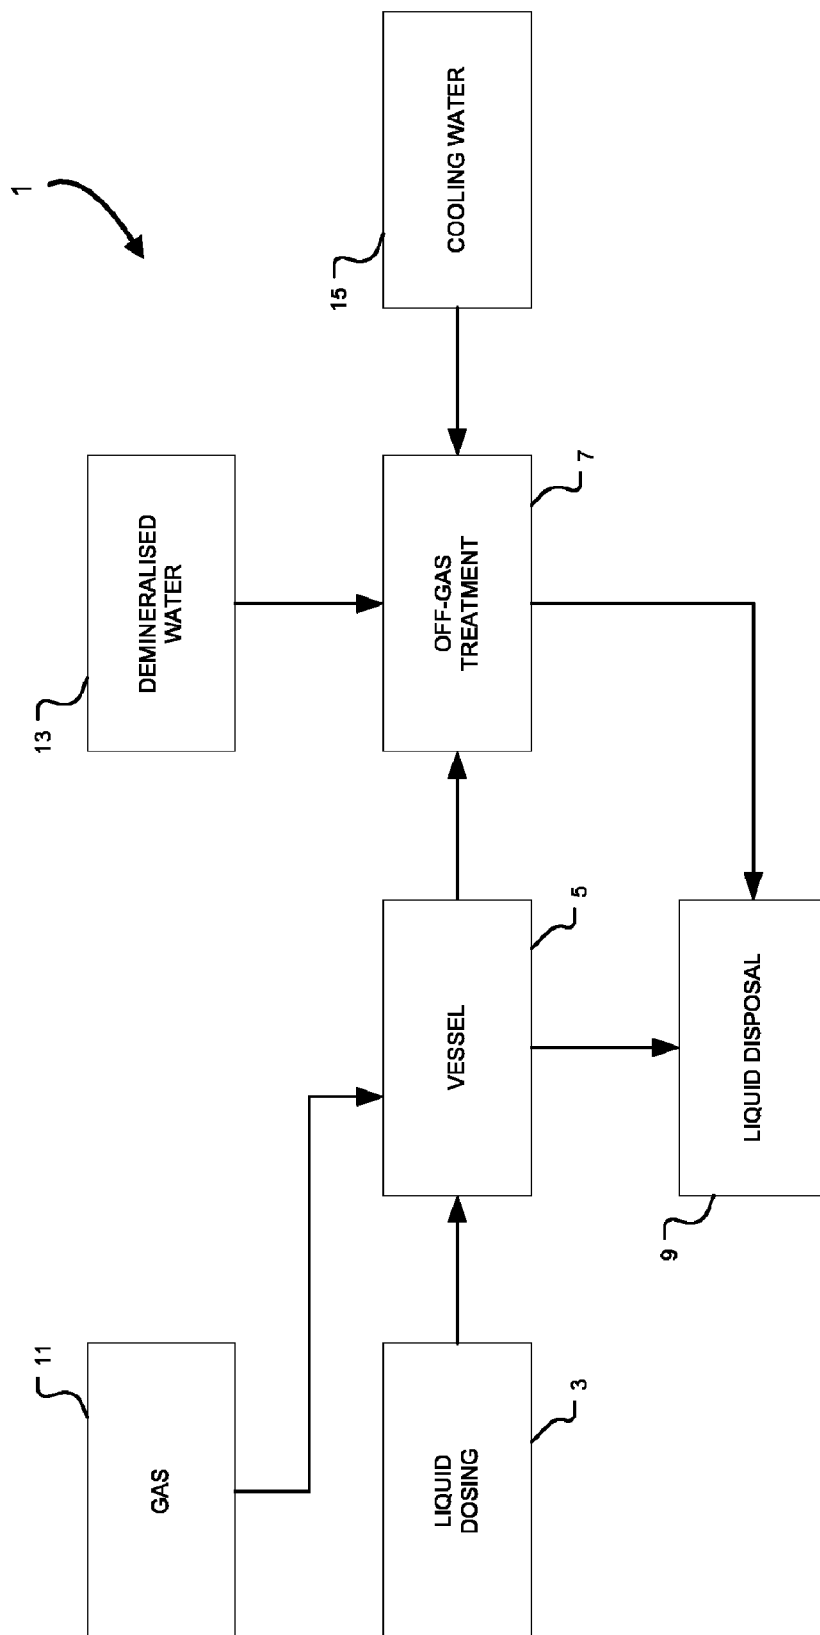 1
GAS
11
DEMINERALISED
WATER
13
LIQUID
DOSING
3
VESSEL
5
OFF-GAS
TREATMENT
7
COOLING WATER
15
LIQUID DISPOSAL
9